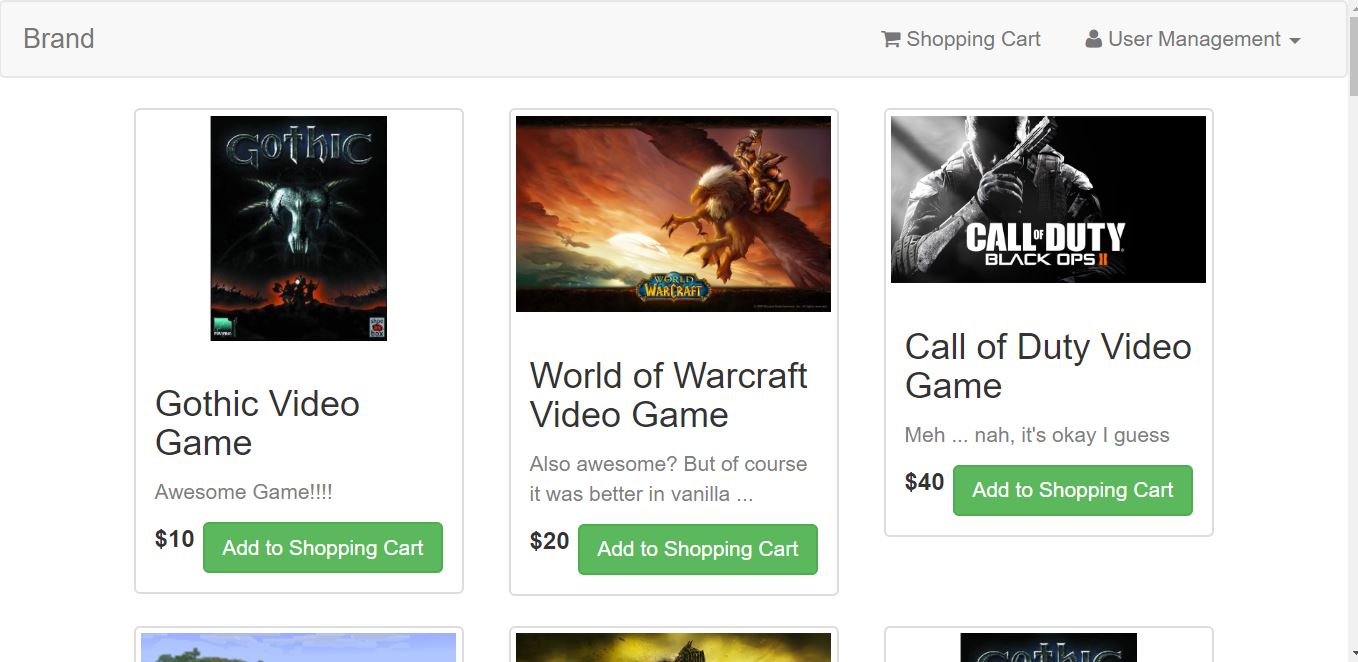 Brand
Shopping Cart
User Management
GOTHIC
Gothic Video
Game
Awesome Game!!!!
$10
Add to Shopping Cart
WORLD
OF
WARCRAFT
World of Warcraft
Video Game
Also awesome? But of course
it was better in vanilla ...
$20
Add to Shopping Cart
CALL OF DUTY
BLACK OPS II
Call of Duty Video
Game
Meh ... nah, it's okay I guess
$40
Add to Shopping Cart
GOTHIC